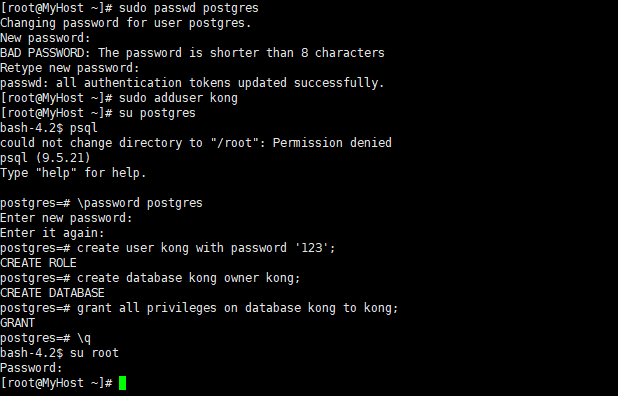 [root@MyHost ~]# sudo passwd postgres
Changing password for user postgres.
New password:
BAD PASSWORD: The password is shorter than 8 characters
Retype new password:
passwd: all authentication tokens updated successfully.
[root@MyHost ~]# sudo adduser kong
[root@MyHost ~]# su postgres
bash-4.2$ psql
could not change directory to "/root": Permission denied
psql (9.5.21)
Type "help" for help.
postgres=# \password postgres
Enter new password:
Enter it again:
postgres=# create user kong with password '123';
CREATE ROLE
postgres=# create database kong owner kong;
CREATE DATABASE
postgres=# grant all privileges on database kong to kong;
GRANT
postgres=# \q
bash-4.2$ su root
Password:
[root@MyHost ~]#